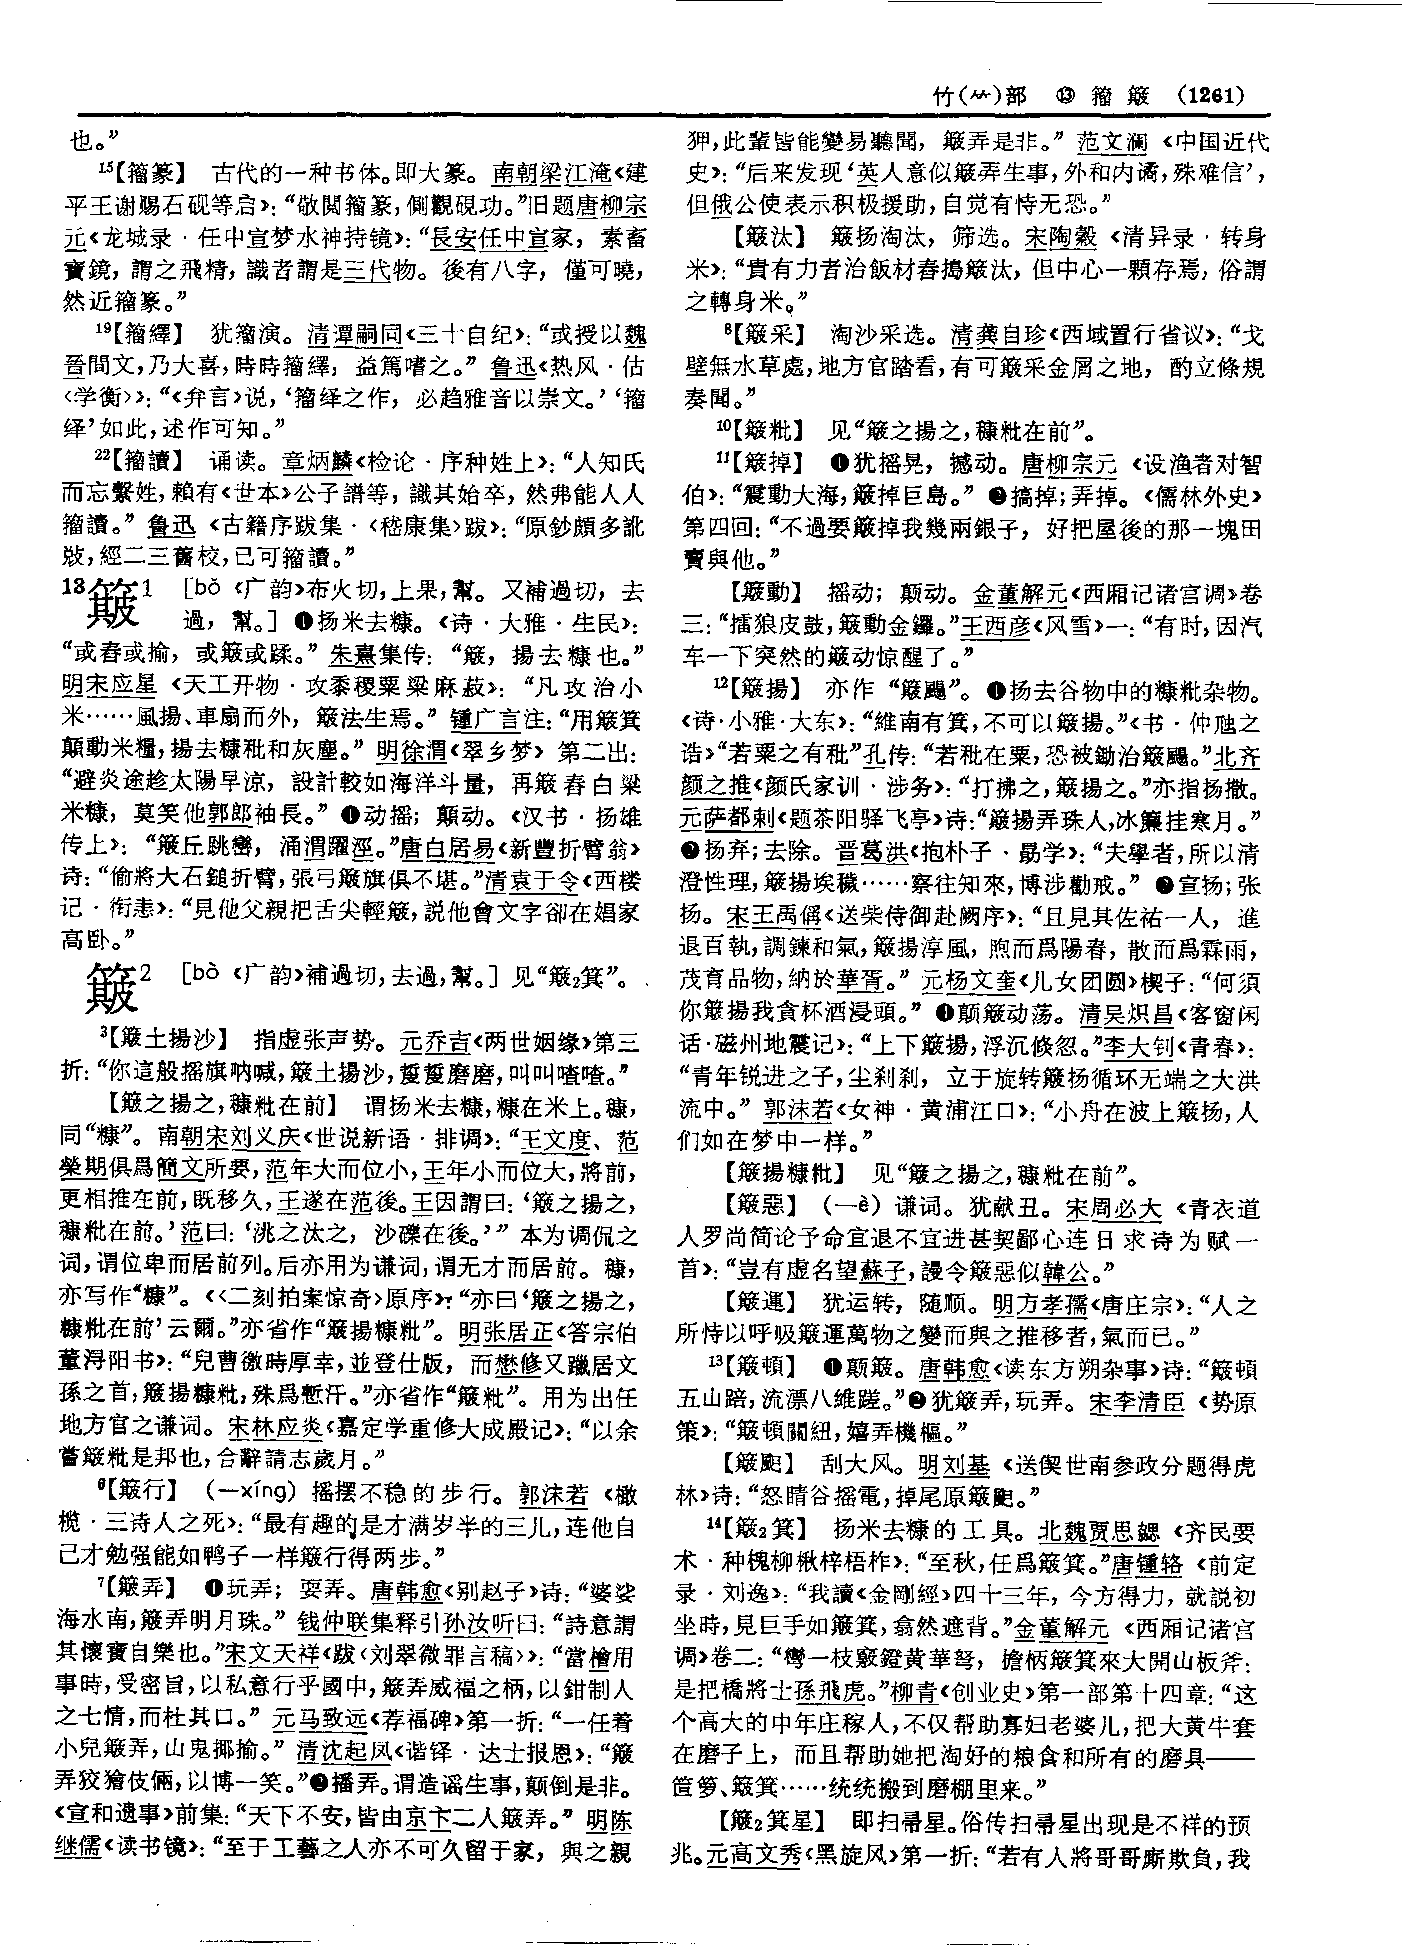 竹(⺮)部　⑬　籀　簸　(1261)
也。”
15【籀篆】　古代的一种书体。即大篆。南朝梁江淹《建
平王谢赐石砚等启》：“敬閲籀篆，側觀硯功。”旧题唐柳宗
元《龙城录·任中宣梦水神持镜》：“長安任中宣家，素畜
寶鏡，謂之飛精，識者謂是三代物。後有八字，僅可曉，
然近籀篆。”
19【籀繹】　犹籀演。清谭嗣同《三十自纪》：“或授以魏
晉間文，乃大喜，時時籀繹，益篤嗜之。”鲁迅《热风·估
〈学衡〉》：“《弁言》说，‘籀绎之作，必趋雅音以崇文。’‘籀
绎’如此，述作可知。”
22【籀讀】　诵读。章炳麟《检论·序种姓上》：“人知氏
而忘繫姓，賴有《世本》公子譜等，識其始卒，然弗能人人
籀讀。”鲁迅《古籍序跋集·〈嵇康集〉跋》：“原鈔頗多訛
敚，經二三舊校，已可籀讀。”
13簸1　[bǒ《广韵》布火切，上果，幫。又補過切，去
過，幫。]❶扬米去糠。《诗·大雅·生民》：
“或舂或揄，或簸或蹂。”朱熹集传：“簸，揚去糠也。”
明宋应星《天工开物·攻黍稷粟粱麻菽》：“凡攻治小
米……風揚、車扇而外，簸法生焉。”锺广言注：“用簸箕
顛動米糧，揚去糠秕和灰塵。”明徐渭《翠乡梦》第二出：
“避炎途趁太陽早涼，設計較如海洋斗量，再簸舂白粱
米糠，莫笑他郭郎袖長。”❶动摇；颠动。《汉书·扬雄
传上》：“簸丘跳巒，涌渭躍涇。”唐白居易《新豐折臂翁》
诗：“偷將大石鎚折臂，張弓簸旗俱不堪。”清袁于令《西楼
记·衔恚》：“見他父親把舌尖輕簸，説他會文字卻在娼家
高卧。”
簸2　[bò《广韵》補過切，去過，幫。]见“簸2箕”。
3【簸土揚沙】　指虚张声势。元乔吉《两世姻缘》第三
折：“你這般摇旗呐喊，簸土揚沙，踅踅磨磨，叫叫喳喳。”
【簸之揚之，穅粃在前】　谓扬米去糠，糠在米上。穅，
同“糠”。南朝宋刘义庆《世说新语·排调》：“王文度、范
榮期俱爲簡文所要，范年大而位小，王年小而位大，將前，
更相推在前，既移久，王遂在范後。王因謂曰：‘簸之揚之，
穅粃在前。’范曰：‘洮之汰之，沙礫在後。’”本为调侃之
词，谓位卑而居前列。后亦用为谦词，谓无才而居前。穅，
亦写作“糠”。《〈二刻拍案惊奇〉原序》：“亦曰‘簸之揚之，
糠粃在前’云爾。”亦省作“簸揚糠粃”。明张居正《答宗伯
董浔阳书》：“兒曹徼時厚幸，並登仕版，而懋修又躐居文
孫之首，簸揚糠粃，殊爲慙汗。”亦省作“簸粃”。用为出任
地方官之谦词。宋林应炎《嘉定学重修大成殿记》：“以余
嘗簸粃是邦也，合辭請志歲月。”
6【簸行】　(—xíng)摇摆不稳的步行。郭沫若《橄
榄·三诗人之死》：“最有趣的是才满岁半的三儿，连他自
己才勉强能如鸭子一样簸行得两步。”
7【簸弄】　❶玩弄；耍弄。唐韩愈《别赵子》诗：“婆娑
海水南，簸弄明月珠。”钱仲联集释引孙汝听曰：“詩意謂
其懷寶自樂也。”宋文天祥《跋〈刘翠微罪言稿〉》：“當檜用
事時，受密旨，以私意行乎國中，簸弄威福之柄，以鉗制人
之七情，而杜其口。”元马致远《荐福碑》第一折：“一任着
小兒簸弄，山鬼揶揄。”清沈起凤《谐铎·达士报恩》：“簸
弄狡獪伎倆，以博一笑。”❷播弄。谓造谣生事，颠倒是非。
《宣和遗事》前集：“天下不安，皆由京卞二人簸弄。”明陈
继儒《读书镜》：“至于工藝之人亦不可久留于家，與之親
狎，此輩皆能變易聽聞，簸弄是非。”范文澜《中国近代
史》：“后来发现‘英人意似簸弄生事，外和内谲，殊难信’，
但俄公使表示积极援助，自觉有恃无恐。”
【簸汰】　簸扬淘汰，筛选。宋陶穀《清异录·转身
米》：“貴有力者治飯材舂搗簸汰，但中心一顆存焉，俗謂
之轉身米。”
8【簸采】　淘沙采选。清龚自珍《西域置行省议》：“戈
壁無水草處，地方官踏看，有可簸采金屑之地，酌立條規
奏聞。”
10【簸粃】　见“簸之揚之，穅粃在前”。
11【簸掉】　❶犹摇晃，撼动。唐柳宗元《设渔者对智
伯》：“震動大海，簸掉巨島。”❷搞掉；弄掉。《儒林外史》
第四回：“不過要簸掉我幾兩銀子，好把屋後的那一塊田
賣與他。”
【簸動】　摇动；颠动。金董解元《西厢记诸宫调》卷
三：“擂狼皮鼓，簸動金鑼。”王西彦《风雪》一：“有时，因汽
车一下突然的簸动惊醒了。”
12【簸揚】　亦作“簸颺”。❶扬去谷物中的糠粃杂物。
《诗·小雅·大东》：“維南有箕，不可以簸揚。”《书·仲虺之
诰》“若粟之有秕”孔传：“若秕在粟，恐被鋤治簸颺。”北齐
颜之推《颜氏家训·涉务》：“打拂之，簸揚之。”亦指扬撒。
元萨都剌《题茶阳驿飞亭》诗：“簸揚弄珠人，冰簾挂寒月。”
❷扬弃；去除。晋葛洪《抱朴子·勗学》：“夫學者，所以清
澄性理，簸揚埃穢……察往知來，博涉勸戒。”❸宣扬；张
扬。宋王禹偁《送柴侍御赴阙序》：“且見其佐祐一人，進
退百執，調鍊和氣，簸揚淳風，煦而爲陽春，散而爲霖雨，
茂育品物，納於華胥。”元杨文奎《儿女团圆》楔子：“何須
你簸揚我貪杯酒浸頭。”❹颠簸动荡。清吴炽昌《客窗闲
话·磁州地震记》：“上下簸揚，浮沉倏忽。”李大钊《青春》：
“青年锐进之子，尘刹刹，立于旋转簸扬循环无端之大洪
流中。”郭沫若《女神·黄浦江口》：“小舟在波上簸扬，人
们如在梦中一样。”
【簸揚糠粃】　见“簸之揚之，穅粃在前”。
【簸惡】　(—è)谦词。犹献丑。宋周必大《青衣道
人罗尚简论予命宜退不宜进甚契鄙心连日求诗为赋一
首》：“豈有虚名望蘇子，謾令簸惡似韓公。”
【簸運】　犹运转，随顺。明方孝孺《唐庄宗》：“人之
所恃以呼吸簸運萬物之變而與之推移者，氣而已。”
13【簸頓】　❶颠簸。唐韩愈《读东方朔杂事》诗：“簸頓
五山踣，流漂八維蹉。”❷犹簸弄，玩弄。宋李清臣《势原
策》：“簸頓關紐，嬉弄機樞。”
【簸颭】　刮大风。明刘基《送偰世南参政分题得虎
林》诗：“怒睛谷摇電，掉尾原簸颭。”
14【簸2箕】　扬米去糠的工具。北魏贾思勰《齐民要
术·种槐柳楸梓梧柞》：“至秋，任爲簸箕。”唐锺辂《前定
录·刘逸》：“我讀《金剛經》四十三年，今方得力，就説初
坐時，見巨手如簸箕，翕然遮背。”金董解元《西厢记诸宫
调》卷二：“彎一枝竅鐙黄華弩，擔柄簸箕來大開山板斧，
是把橋將士孫飛虎。”柳青《创业史》第一部第十四章：“这
个高大的中年庄稼人，不仅帮助寡妇老婆儿，把大黄牛套
在磨子上，而且帮助她把淘好的粮食和所有的磨具——
笸箩、簸箕……统统搬到磨棚里来。”
【簸2箕星】　即扫帚星。俗传扫帚星出现是不祥的预
兆。元高文秀《黑旋风》第一折：“若有人將哥哥厮欺負，我